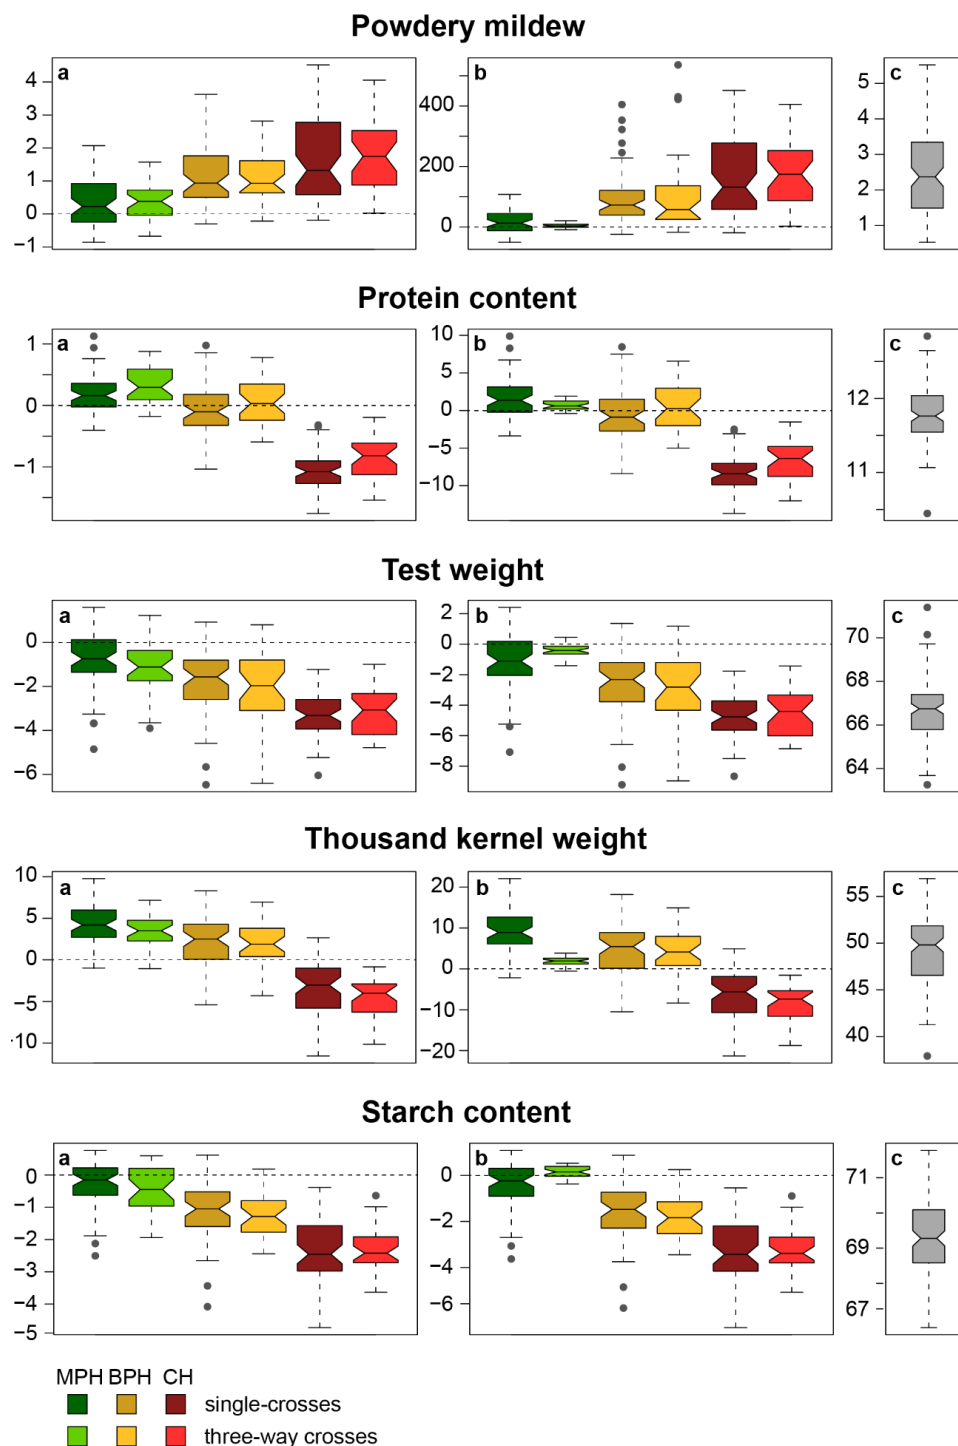 Powdery mildew
a
4
3
2
1
0
−1
b
400
200
0
c
5
4
3
2
1
Protein content
a
1
0
−1
b
10
5
0
−5
−10
c
12
11
Test weight
a
0
−2
−4
−6
b
2
0
−2
−4
−6
−8
c
70
68
66
64
Thousand kernel weight
a
10
5
0
−5
10
b
20
10
0
−10
−20
c
55
50
45
40
Starch content
a
0
−1
−2
−3
−4
−5
b
0
−2
−4
−6
c
71
69
67
MPH BPH CH
single-crosses
three-way crosses